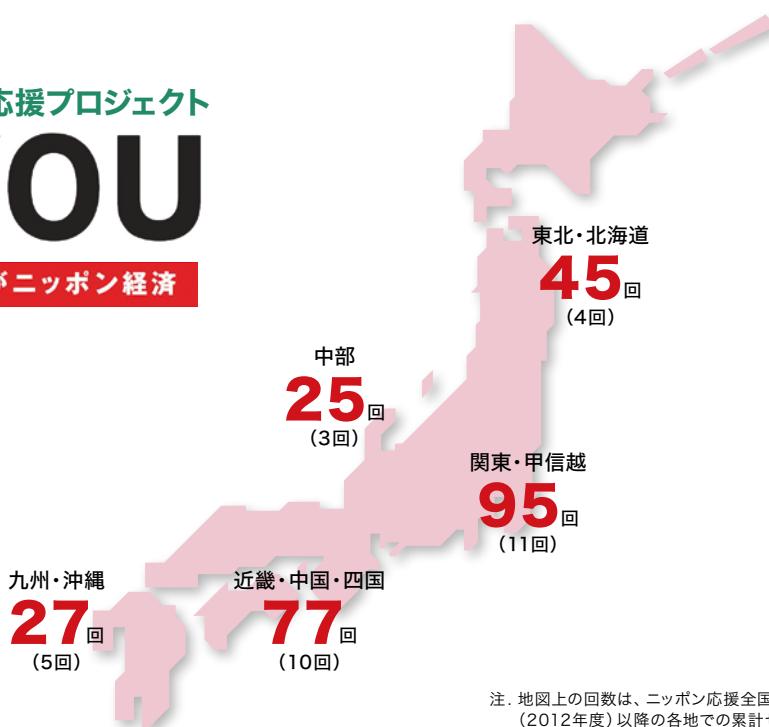 応援プロジェクト
YOU
がニッポン経済
東北・北海道
45回
(4回)
中部
25回
(3回)
関東・甲信越
95回
(11回)
九州・沖縄
27回
(5回)
近畿・中国・四国
77回
(10回)
注. 地図上の回数は、ニッポン応援全国
(2012年度)以降の各地での累計